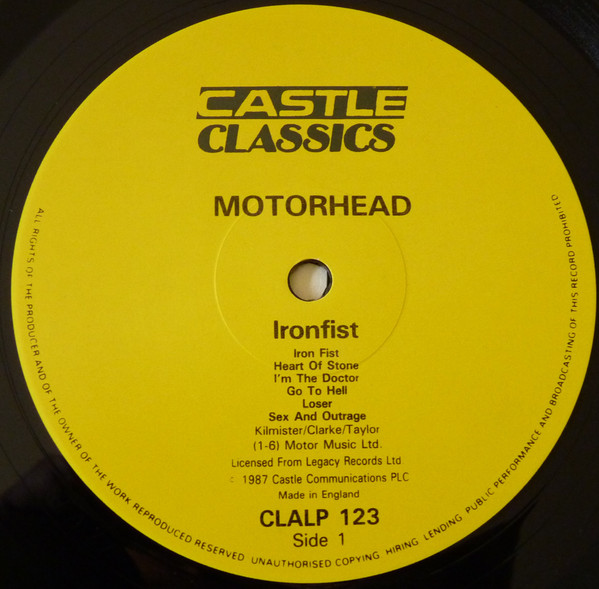 CASTLE
CLASSICS
MOTORHEAD
Ironfist
Iron Fist
Heart Of Stone
I'm The Doctor
Go To Hell
Loser
Sex And Outrage
Kilmister/Clarke/Taylor
(1-6) Motor Music Ltd.
Licensed From Legacy Records Ltd
c 1987 Castle Communications PLC
Made in England
CLALP 123
Side 1
ALL RIGHTS OF THE PRODUCER AND OF THE OWNER OF THE WORK REPRODUCED RESERVED UNAUTHORISED COPYING HIRING LENDING PUBLIC PERFORMANCE AND BROADCASTING OF THIS RECORD PROHIBITED